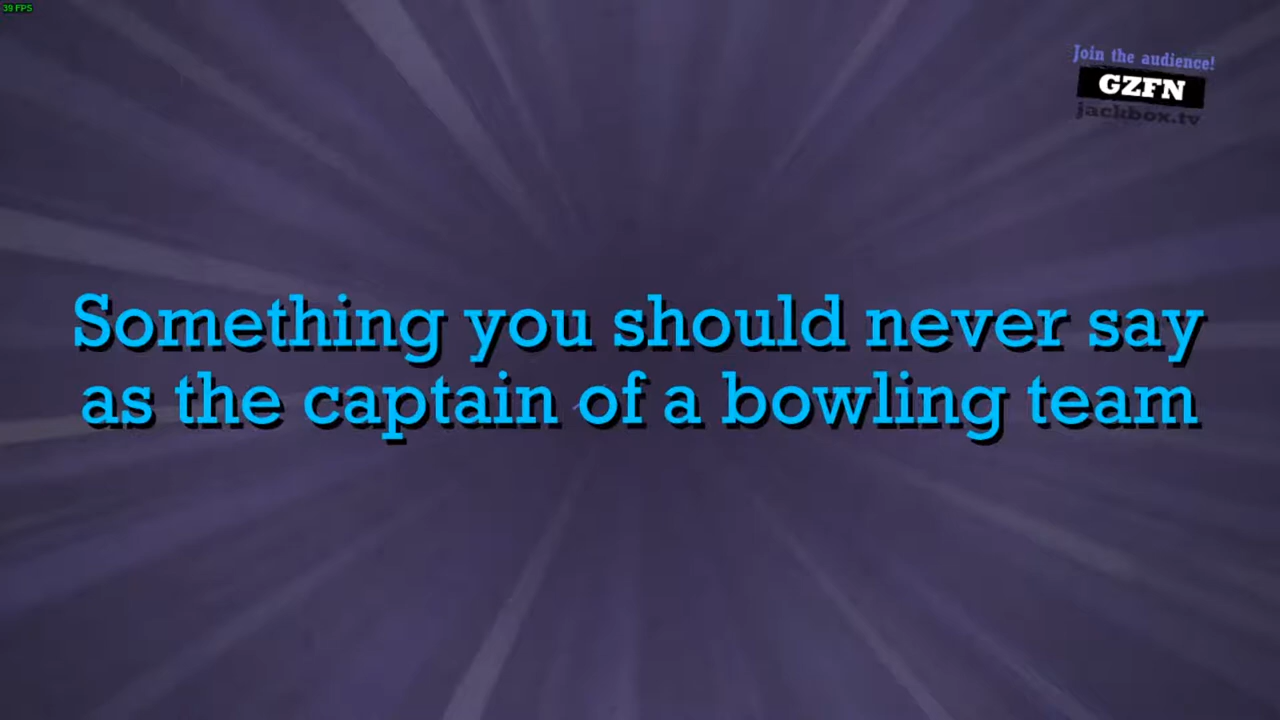 39 FPS
Join the audience!
GZFN
jackbox.tv
Something you should never say
as the captain of a bowling team